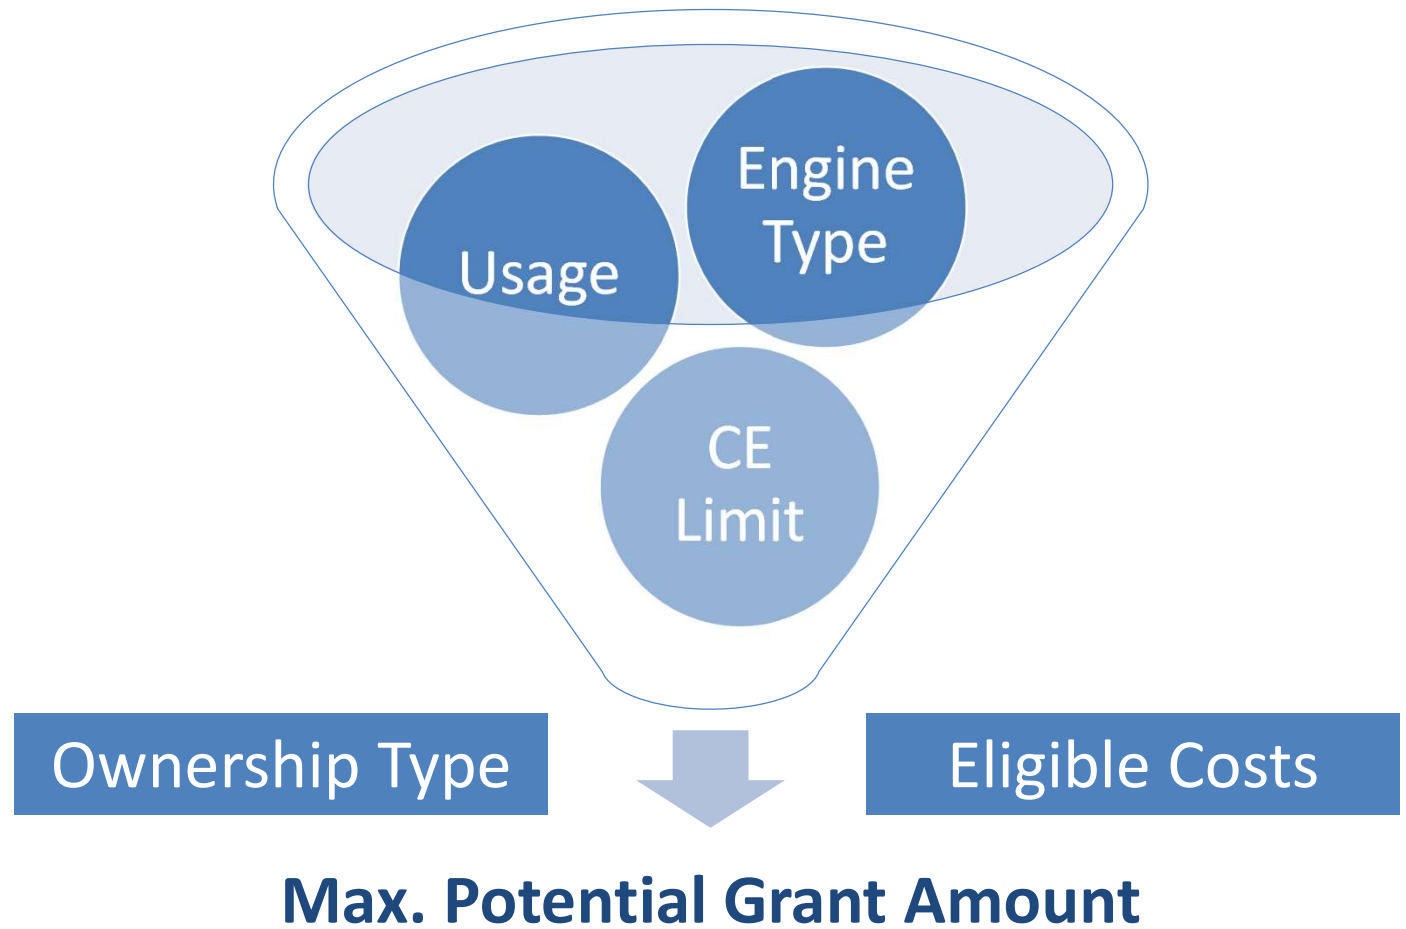 Engine
Type
Usage
CE
Limit
Ownership Type
Eligible Costs
Max. Potential Grant Amount